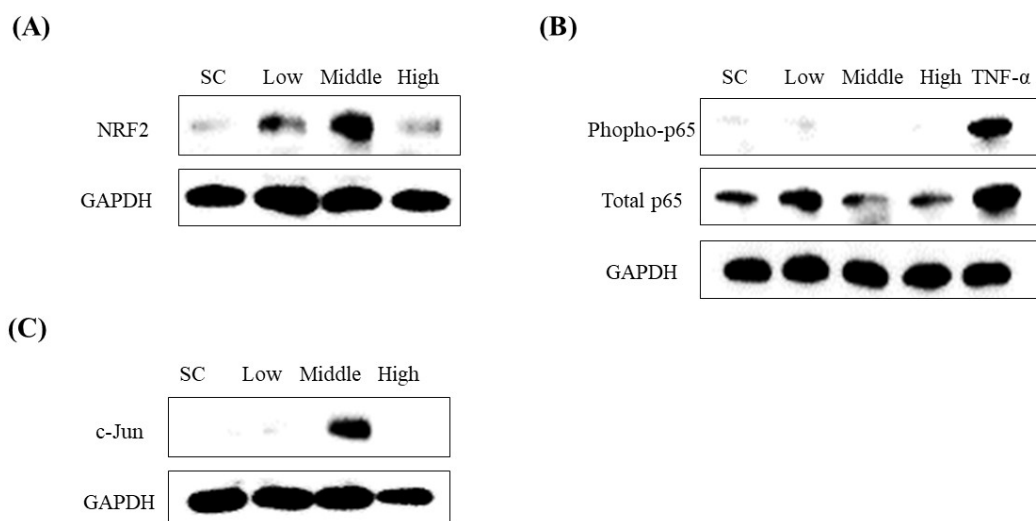 (A)
SC Low Middle High
NRF2
GAPDH
(B)
SC Low Middle High TNF-α
Phopho-p65
Total p65
GAPDH
(C)
SC Low Middle High
c-Jun
GAPDH